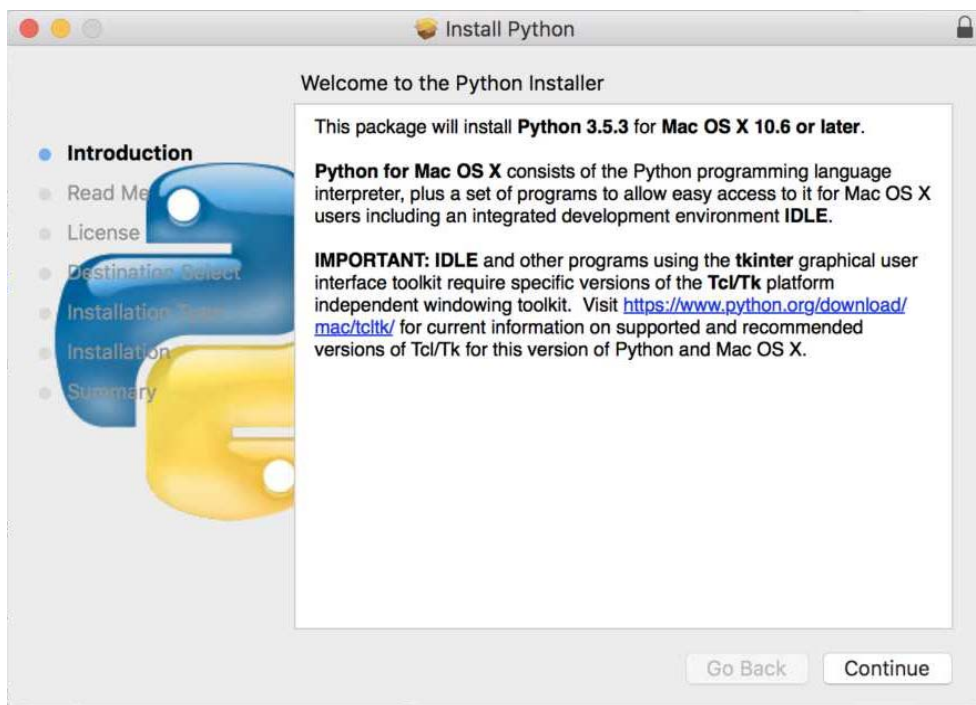 Install Python
Welcome to the Python Installer
Introduction
Read Me
License
Destination Select
Installation Type
Installation
Summary
This package will install Python 3.5.3 for Mac OS X 10.6 or later.
Python for Mac OS X consists of the Python programming language
interpreter, plus a set of programs to allow easy access to it for Mac OS X
users including an integrated development environment IDLE.
IMPORTANT: IDLE and other programs using the tkinter graphical user
interface toolkit require specific versions of the Tcl/Tk platform
independent windowing toolkit.  Visit https://www.python.org/download/
mac/tcltk/ for current information on supported and recommended
versions of Tcl/Tk for this version of Python and Mac OS X.
Go Back
Continue